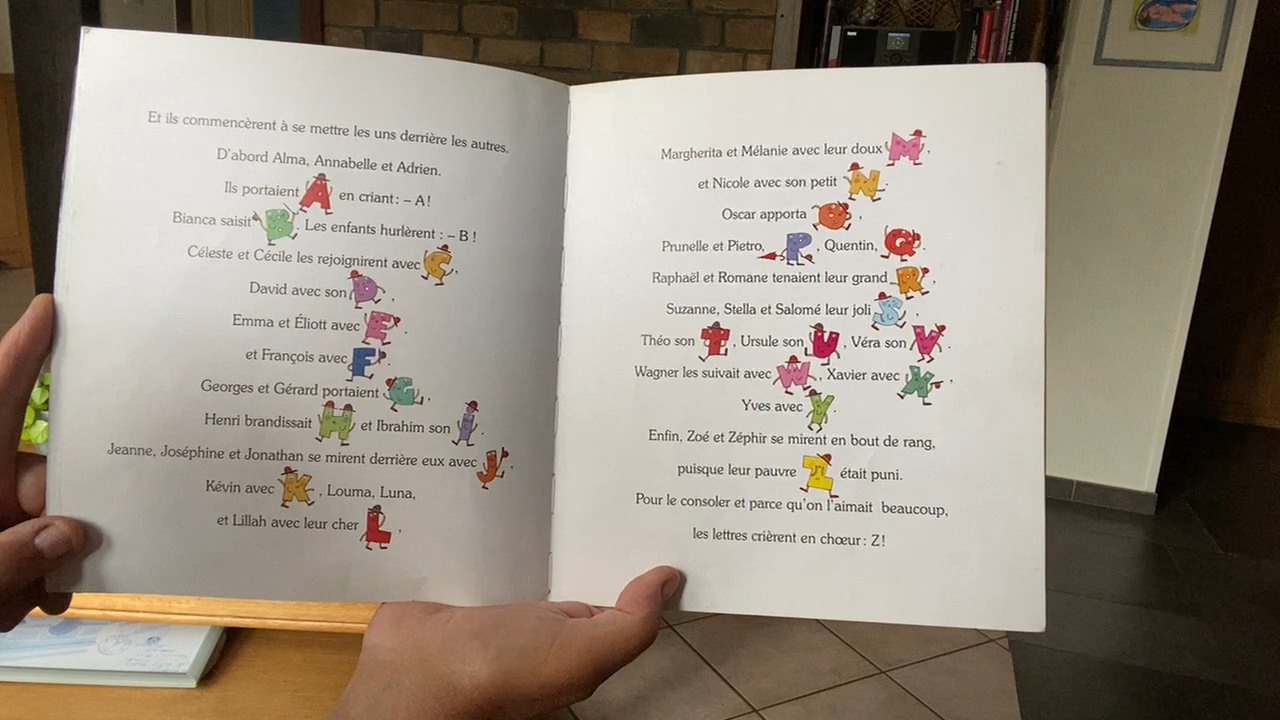 Et ils commencèrent à se mettre les uns derrière les autres.
D'abord Alma, Annabelle et Adrien.
Ils portaient A en criant : – A !
Bianca saisit B. Les enfants hurlèrent : – B !
Céleste et Cécile les rejoignirent avec C,
David avec son D,
Emma et Éliott avec E,
et François avec F,
Georges et Gérard portaient G,
Henri brandissait H et Ibrahim son I.
Jeanne, Joséphine et Jonathan se mirent derrière eux avec J,
Kévin avec K, Louma, Luna,
et Lillah avec leur cher L,
Margherita et Mélanie avec leur doux M,
et Nicole avec son petit N.
Oscar apporta O,
Prunelle et Pietro, P, Quentin, Q.
Raphaël et Romane tenaient leur grand R,
Suzanne, Stella et Salomé leur joli S,
Théo son T, Ursule son U, Véra son V.
Wagner les suivait avec W, Xavier avec X,
Yves avec Y.
Enfin, Zoé et Zéphir se mirent en bout de rang,
puisque leur pauvre Z était puni.
Pour le consoler et parce qu'on l'aimait beaucoup,
les lettres crièrent en chœur : Z !